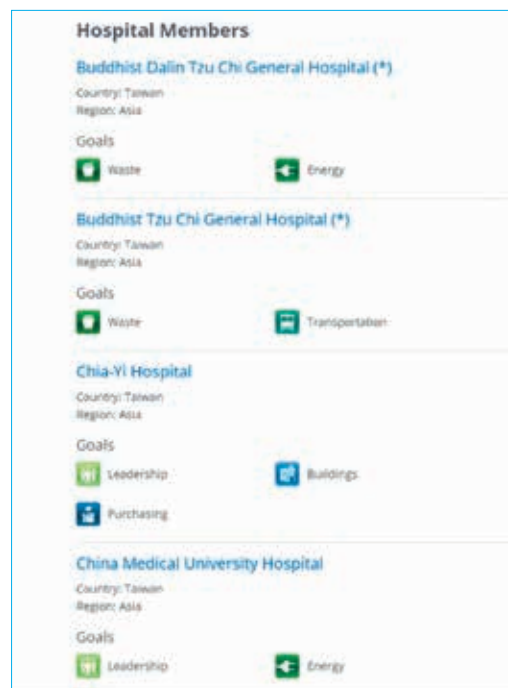 Hospital Members
Buddhist Dalin Tzu Chi General Hospital (*)
Country: Taiwan
Region: Asia
Goals
Waste Energy
Buddhist Tzu Chi General Hospital (*)
Country: Taiwan
Region: Asia
Goals
Waste Transportation
Chia-Yi Hospital
Country: Taiwan
Region: Asia
Goals
Leadership Buildings
Purchasing
China Medical University Hospital
Country: Taiwan
Region: Asia
Goals
Leadership Energy